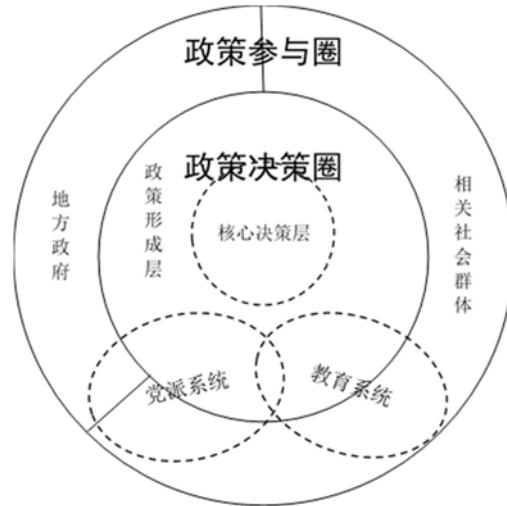 政策参与圈
政策决策圈
政策形成层
核心决策层
地方政府
相关社会群体
党派系统
教育系统